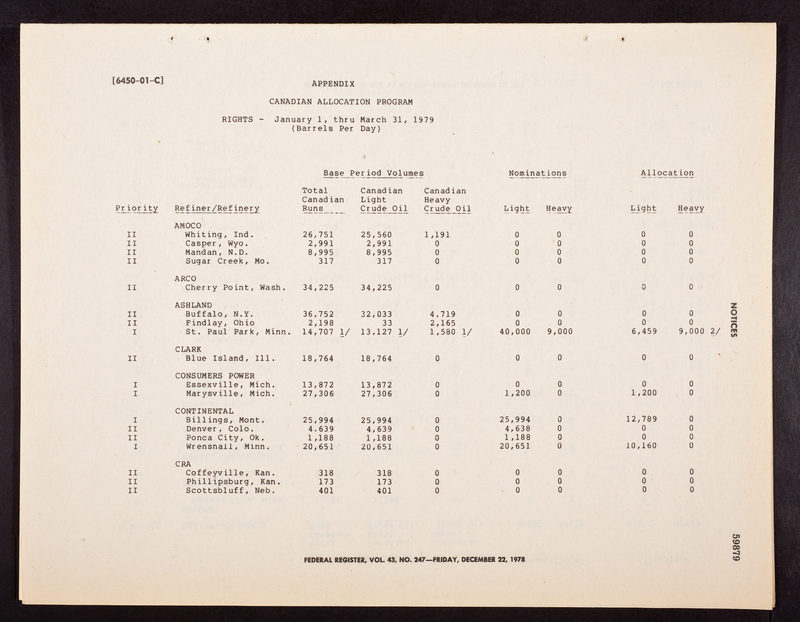 [6450-01-C]
APPENDIX
CANADIAN ALLOCATION PROGRAM
RIGHTS - January 1, thru March 31, 1979
(Barrels Per Day)
Base Period Volumes Nominations Allocation
Total Canadian Canadian
Canadian Light Heavy
Priority Refiner/Refinery Runs Crude Oil Crude Oil Light Heavy Light Heavy
AMOCO
II Whiting, Ind. 26,751 25,560 1,191 0 0 0 0
II Casper, Wyo. 2,991 2,991 0 0 0 0 0
II Mandan, N.D. 8,995 8,995 0 0 0 0 0
II Sugar Creek, Mo. 317 317 0 0 0 0 0
ARCO
II Cherry Point, Wash. 34,225 34,225 0 0 0 0 0
ASHLAND
II Buffalo, N.Y. 36,752 32,033 4,719 0 0 0 0
II Findlay, Ohio 2,198 33 2,165 0 0 0 0
I St. Paul Park, Minn. 14,707 1/ 13,127 1/ 1,580 1/ 40,000 9,000 6,459 9,000 2/
CLARK
II Blue Island, Ill. 18,764 18,764 0 0 0 0 0
CONSUMERS POWER
I Essexville, Mich. 13,872 13,872 0 0 0 0 0
I Marysville, Mich. 27,306 27,306 0 1,200 0 1,200 0
CONTINENTAL
I Billings, Mont. 25,994 25,994 0 25,994 0 12,789 0
II Denver, Colo. 4.639 4,639 0 4,638 0 0 0
II Ponca City, Ok. 1,188 1,188 0 1,188 0 0 0
I Wrenshall, Minn. 20,651 20,651 0 20,651 0 10,160 0
CRA
II Coffeyville, Kan. 318 318 0 0 0 0 0
II Phillipsburg, Kan. 173 173 0 0 0 0 0
II Scottsbluff, Neb. 401 401 0 0 0 0 0
NOTICES
59879
FEDERAL REGISTER, VOL. 43, NO. 247—FRIDAY, DECEMBER 22, 1978